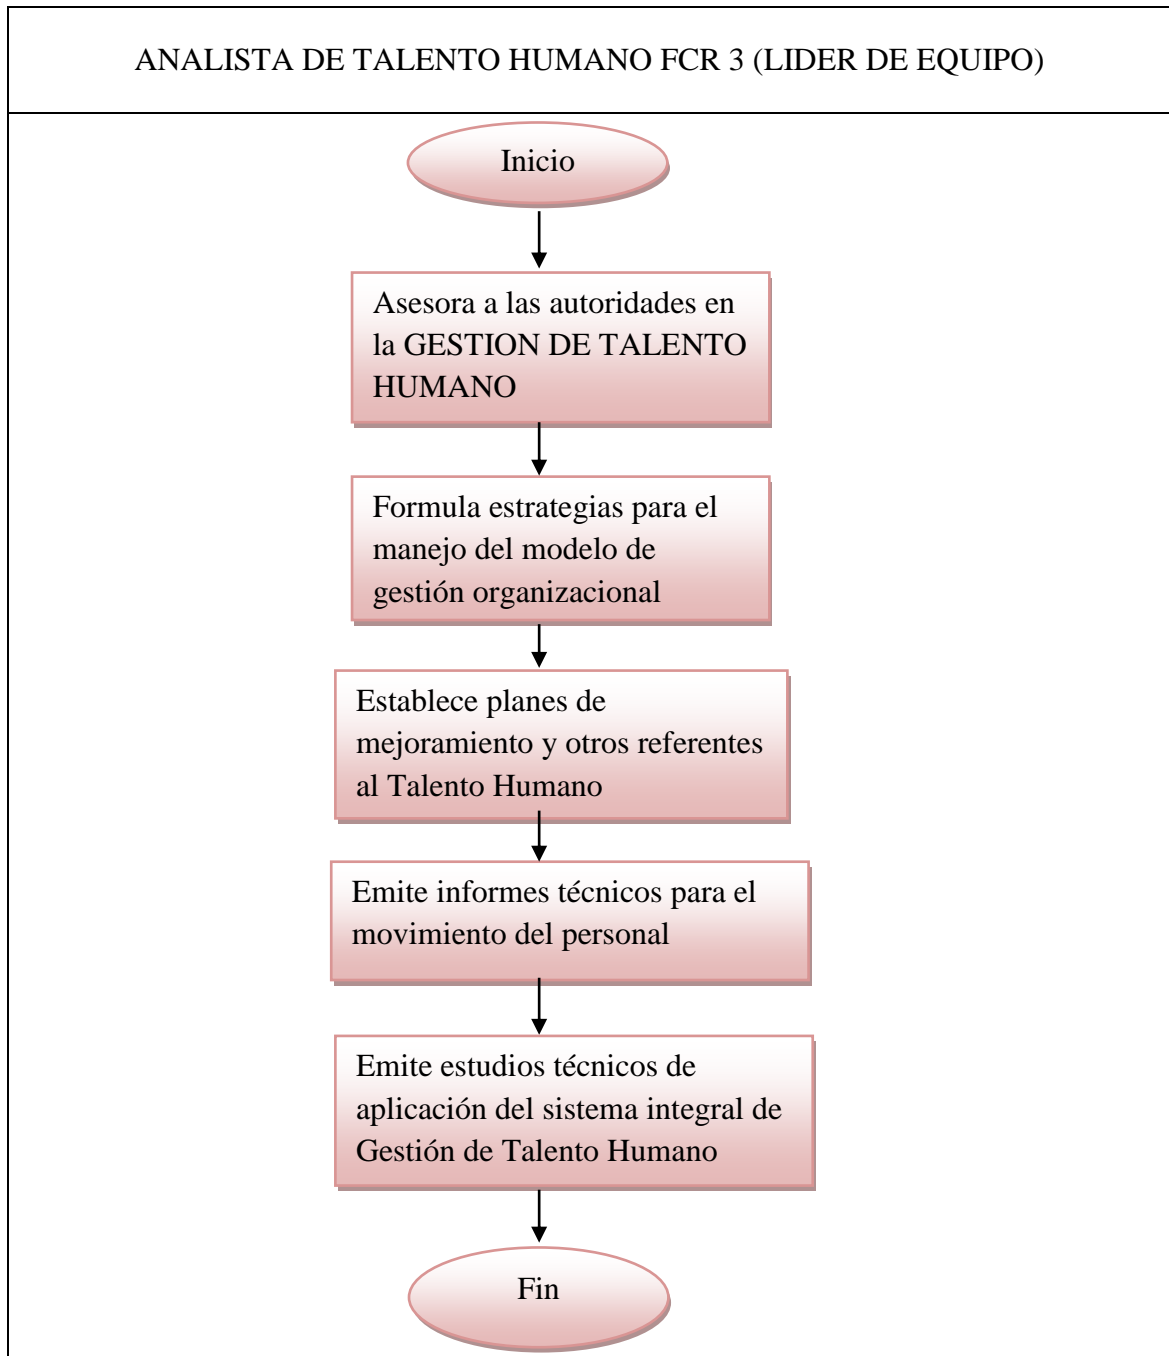 ANALISTA DE TALENTO HUMANO FCR 3 (LIDER DE EQUIPO)
Inicio
Asesora a las autoridades en
la GESTION DE TALENTO
HUMANO
Formula estrategias para el
manejo del modelo de
gestión organizacional
Establece planes de
mejoramiento y otros referentes
al Talento Humano
Emite informes técnicos para el
movimiento del personal
Emite estudios técnicos de
aplicación del sistema integral de
Gestión de Talento Humano
Fin